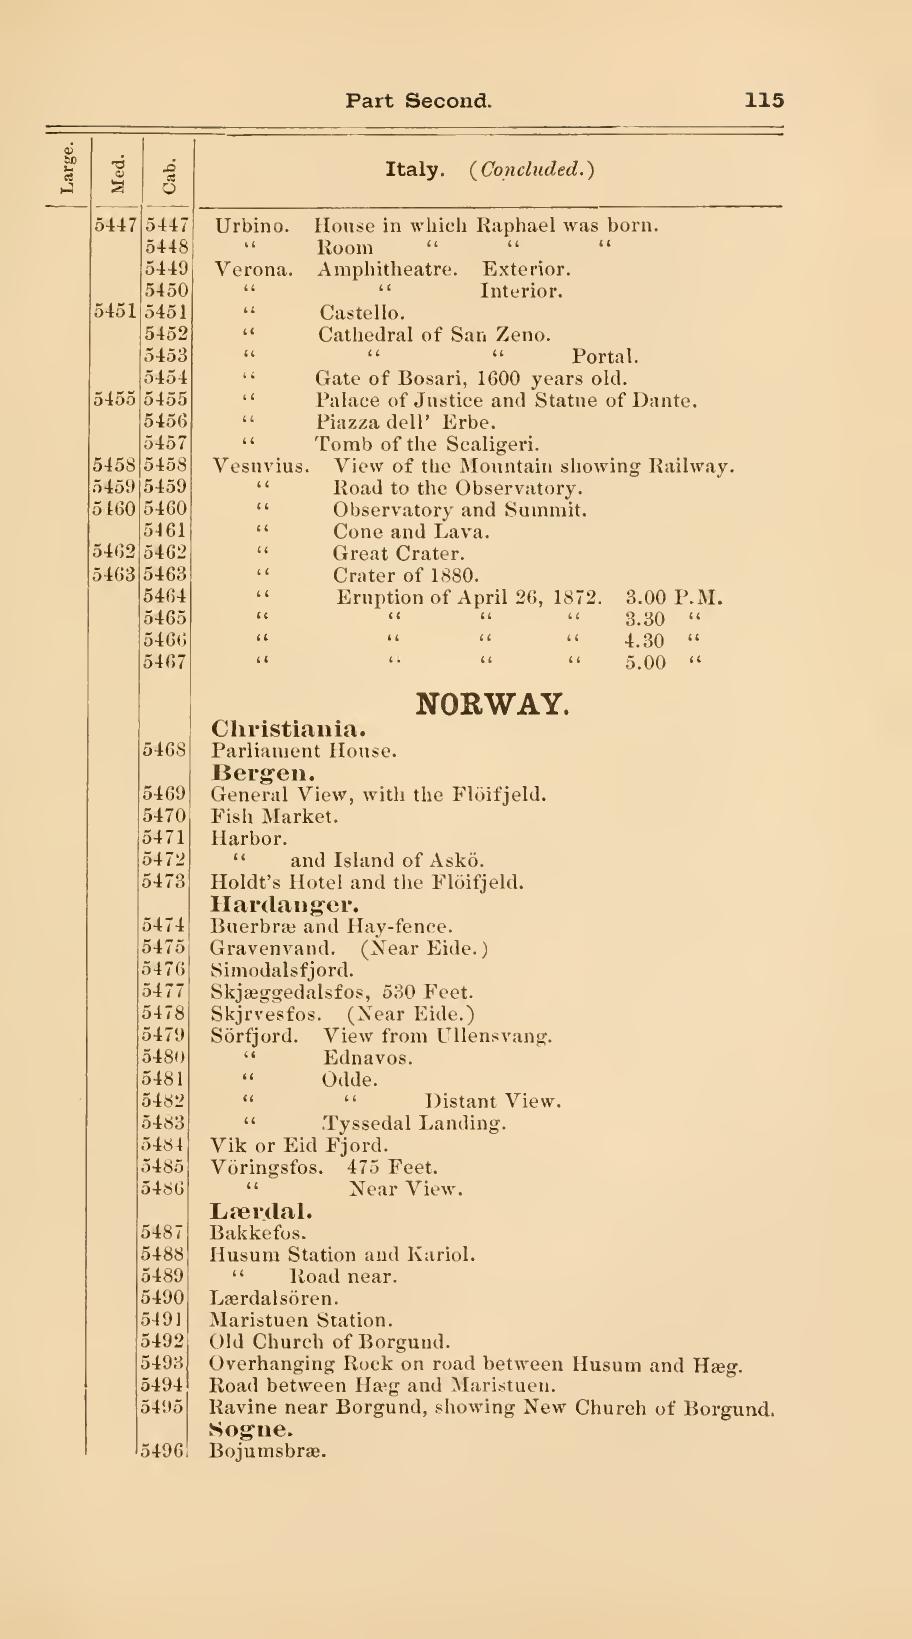 Part Second. 115
Large. Med. Cab. Italy. (Concluded.)
5447 5447 Urbino. House in which Raphael was born.
5448 “ Room “ “ “
5449 Verona. Amphitheatre. Exterior.
5450 “ “ Interior.
5451 5451 “ Castello.
5452 “ Cathedral of San Zeno.
5453 “ “ “ Portal.
5454 “ Gate of Bosari, 1600 years old.
5455 5455 “ Palace of Justice and Statue of Dante.
5456 “ Piazza dell’ Erbe.
5457 “ Tomb of the Scaligeri.
5458 5458 Vesuvius. View of the Mountain showing Railway.
5459 5459 “ Road to the Observatory.
5460 5460 “ Observatory and Summit.
5461 “ Cone and Lava.
5462 5462 “ Great Crater.
5463 5463 “ Crater of 1880.
5464 “ Eruption of April 26, 1872. 3.00 P.M.
5465 “ “ “ “ 3.30 “
5466 “ “ “ “ 4.30 “
5467 “ “ “ “ 5.00 “
NORWAY.
Christiania.
5468 Parliament House.
Bergen.
5469 General View, with the Flöifjeld.
5470 Fish Market.
5471 Harbor.
5472 “ and Island of Askö.
5473 Holdt’s Hotel and the Flöifjeld.
Hardanger.
5474 Buerbræ and Hay-fence.
5475 Gravenvand. (Near Eide.)
5476 Simodalsfjord.
5477 Skjæggedalsfos, 530 Feet.
5478 Skjrvesfos. (Near Eide.)
5479 Sörfjord. View from Ullensvang.
5480 “ Ednavos.
5481 “ Odde.
5482 “ “ Distant View.
5483 “ Tyssedal Landing.
5484 Vik or Eid Fjord.
5485 Vöringsfos. 475 Feet.
5486 “ Near View.
Lærdal.
5487 Bakkefos.
5488 Husum Station and Kariol.
5489 “ Road near.
5490 Lærdalsören.
5491 Maristuen Station.
5492 Old Church of Borgund.
5493 Overhanging Rock on road between Husum and Hæg.
5494 Road between Hæg and Maristuen.
5495 Ravine near Borgund, showing New Church of Borgund.
Sogne.
5496 Bojumsbræ.